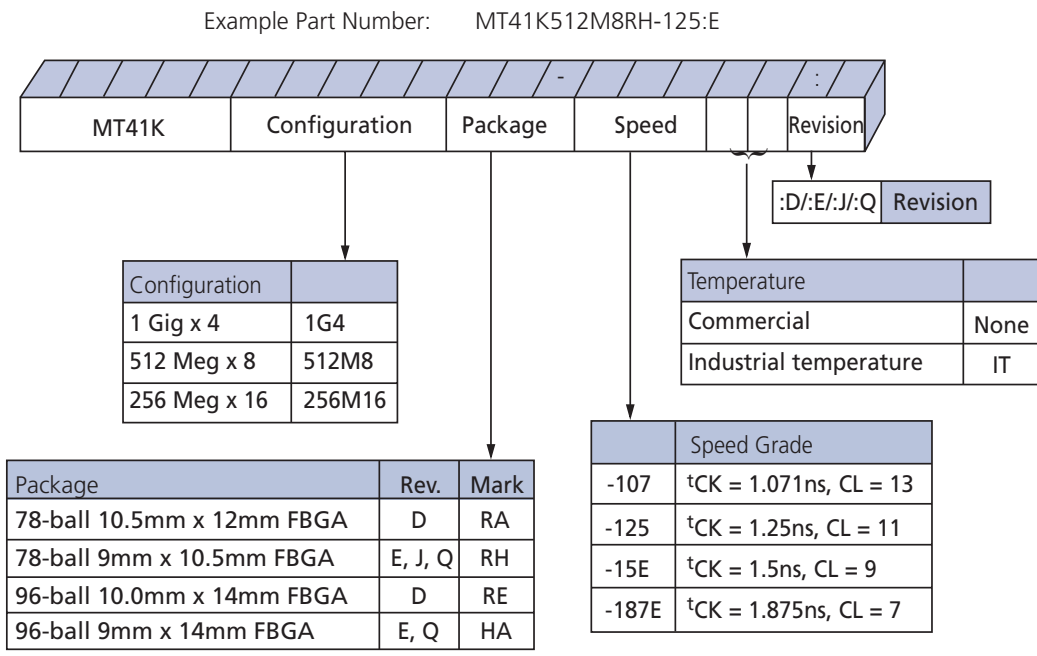 Example Part Number: MT41K512M8RH-125:E
- :
MT41K Configuration Package Speed Revision
:D/:E/:J/:Q Revision
Configuration
1 Gig x 4 1G4
512 Meg x 8 512M8
256 Meg x 16 256M16
Temperature
Commercial None
Industrial temperature IT
Package Rev. Mark
78-ball 10.5mm x 12mm FBGA D RA
78-ball 9mm x 10.5mm FBGA E, J, Q RH
96-ball 10.0mm x 14mm FBGA D RE
96-ball 9mm x 14mm FBGA E, Q HA
Speed Grade
-107 tCK = 1.071ns, CL = 13
-125 tCK = 1.25ns, CL = 11
-15E tCK = 1.5ns, CL = 9
-187E tCK = 1.875ns, CL = 7